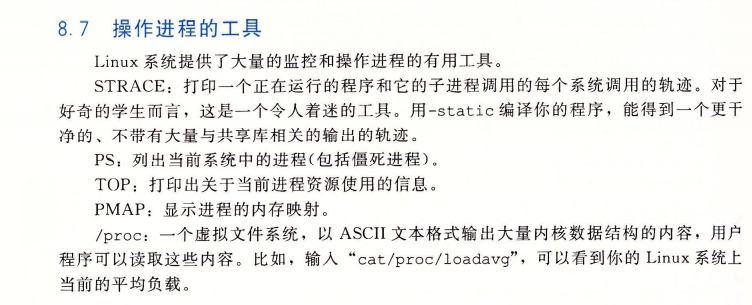 8.7 操作进程的工具
Linux 系统提供了大量的监控和操作进程的有用工具。
STRACE：打印一个正在运行的程序和它的子进程调用的每个系统调用的轨迹。对于
好奇的学生而言，这是一个令人着迷的工具。用-static 编译你的程序，能得到一个更干
净的、不带有大量与共享库相关的输出的轨迹。
PS：列出当前系统中的进程(包括僵死进程)。
TOP：打印出关于当前进程资源使用的信息。
PMAP：显示进程的内存映射。
/proc：一个虚拟文件系统，以 ASCII 文本格式输出大量内核数据结构的内容，用户
程序可以读取这些内容。比如，输入“cat/proc/loadavg”，可以看到你的 Linux 系统上
当前的平均负载。